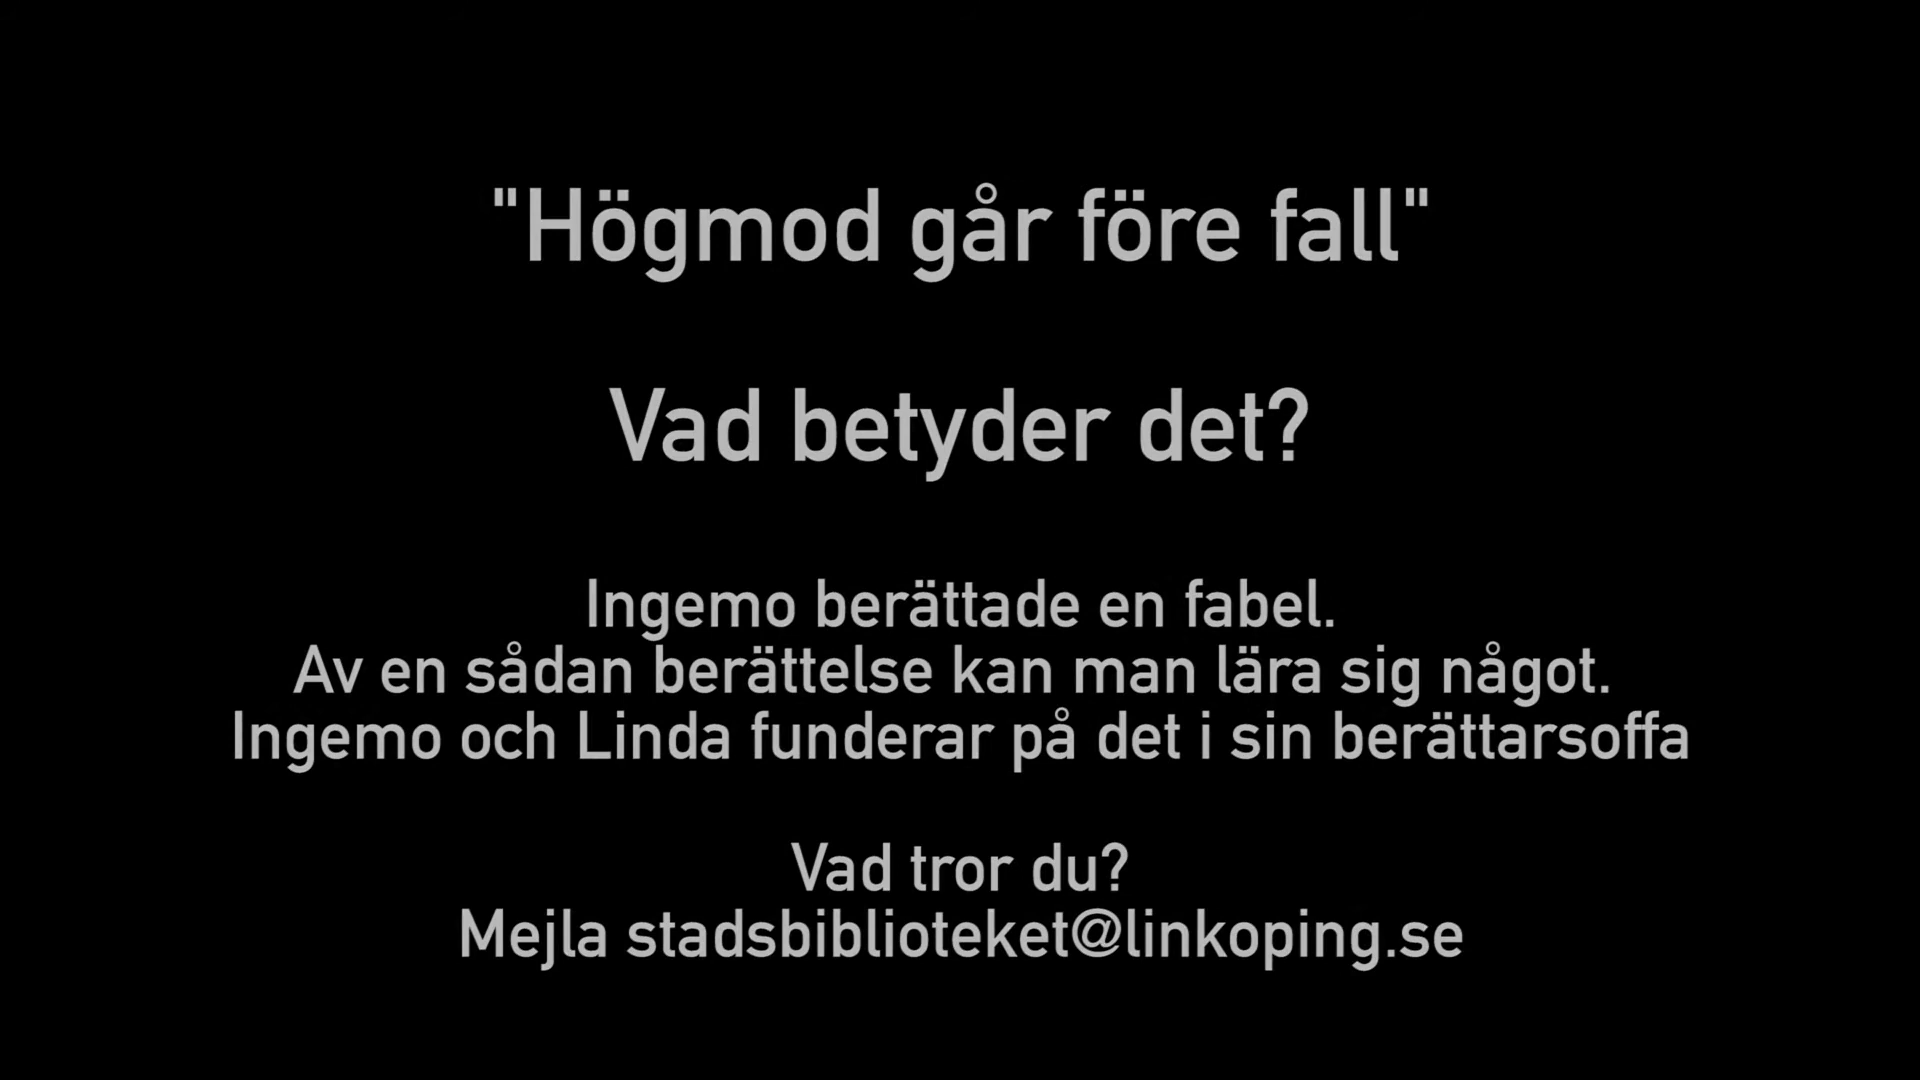 "Högmod går före fall"
Vad betyder det?
Ingemo berättade en fabel.
Av en sådan berättelse kan man lära sig något.
Ingemo och Linda funderar på det i sin berättarsoffa
Vad tror du?
Mejla stadsbiblioteket@linkoping.se